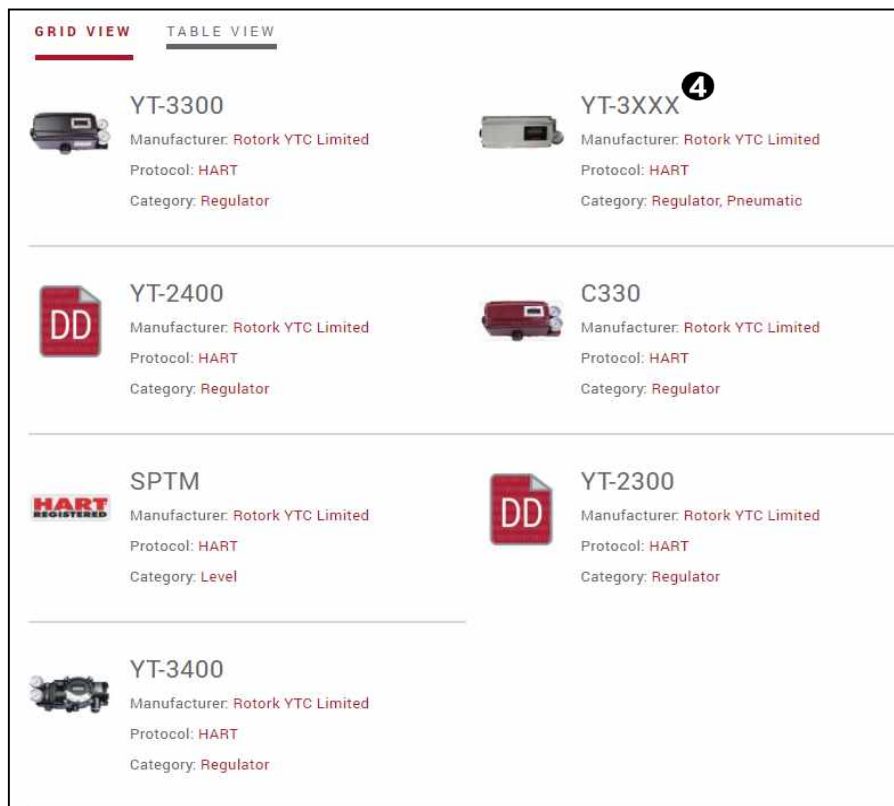 GRID VIEW TABLE VIEW
YT-3300
Manufacturer: Rotork YTC Limited
Protocol: HART
Category: Regulator
YT-3XXX 4
Manufacturer: Rotork YTC Limited
Protocol: HART
Category: Regulator, Pneumatic
DD
YT-2400
Manufacturer: Rotork YTC Limited
Protocol: HART
Category: Regulator
C330
Manufacturer: Rotork YTC Limited
Protocol: HART
Category: Regulator
HART
REGISTERED
SPTM
Manufacturer: Rotork YTC Limited
Protocol: HART
Category: Level
DD
YT-2300
Manufacturer: Rotork YTC Limited
Protocol: HART
Category: Regulator
YT-3400
Manufacturer: Rotork YTC Limited
Protocol: HART
Category: Regulator